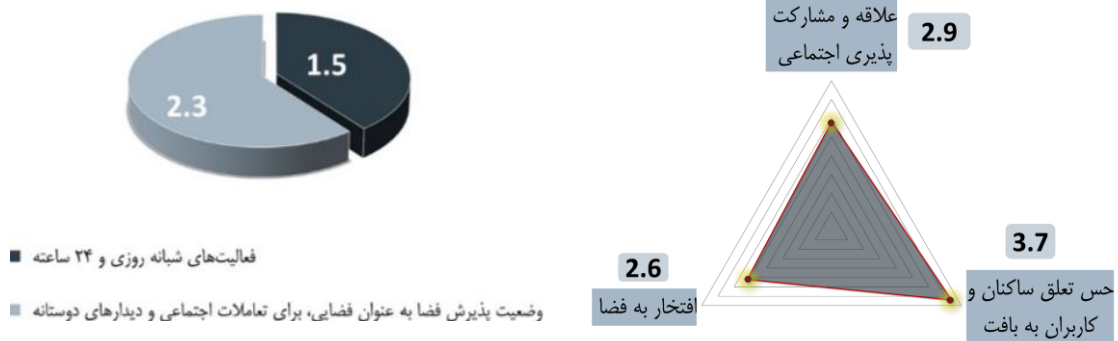 1.5
2.3
فعالیت‌های شبانه روزی و ۲۴ ساعته
وضعیت پذیرش فضا به عنوان فضایی، برای تعاملات اجتماعی و دیدارهای دوستانه
علاقه و مشارکت
پذیری اجتماعی
2.9
3.7
حس تعلق ساکنان و
کاربران به بافت
2.6
افتخار به فضا